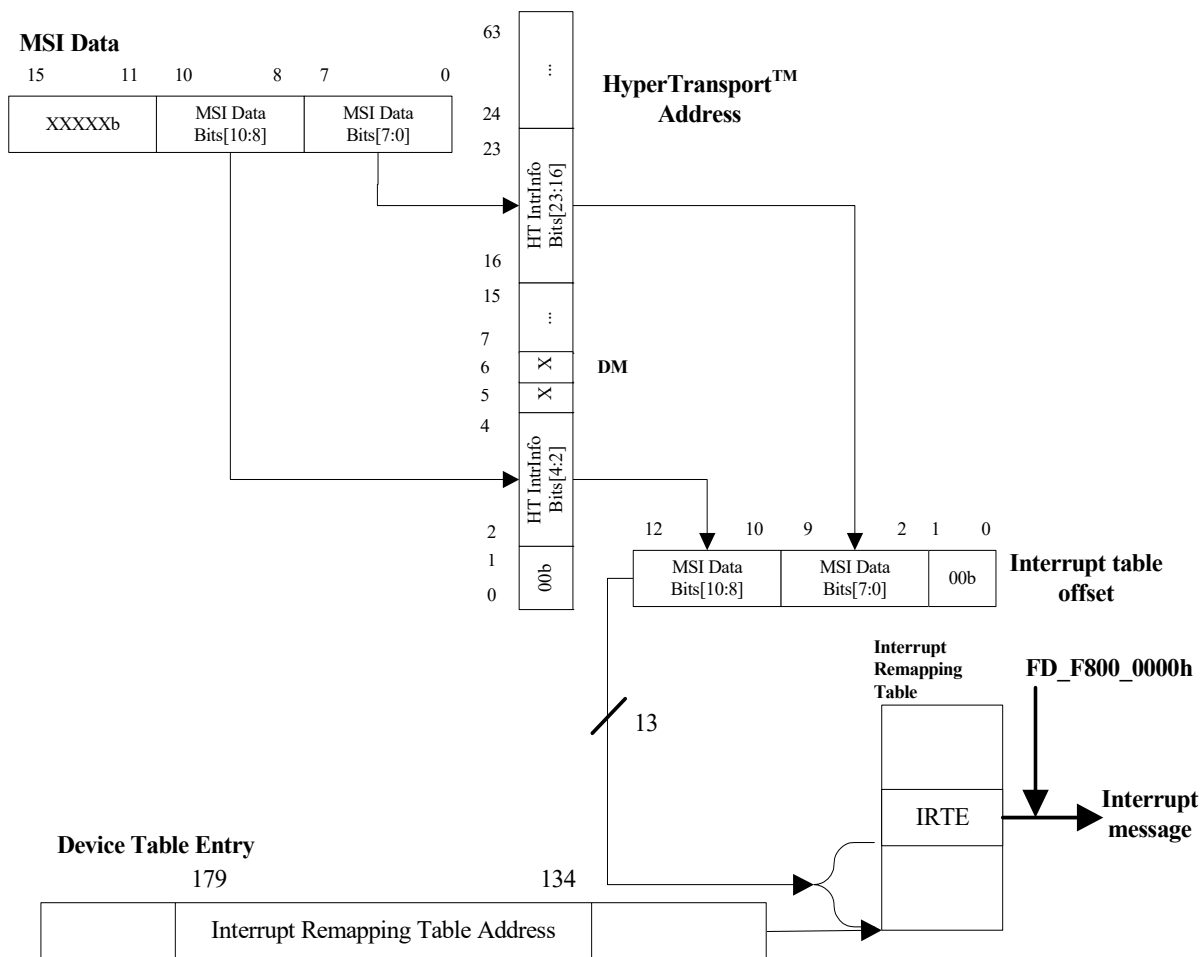 MSI Data
15 11 10 8 7 0
XXXXXb
MSI Data
Bits[10:8]
MSI Data
Bits[7:0]
63
...
24
HyperTransport™
Address
23
HT IntrInfo
Bits[23:16]
16
15
...
7
6
X
DM
5
X
4
HT IntrInfo
Bits[4:2]
2
1
00b
0
12 10 9 2 1 0
MSI Data
Bits[10:8]
MSI Data
Bits[7:0]
00b
Interrupt table
offset
13
Interrupt
Remapping
Table
FD_F800_0000h
IRTE
Interrupt
message
Device Table Entry
179 134
Interrupt Remapping Table Address